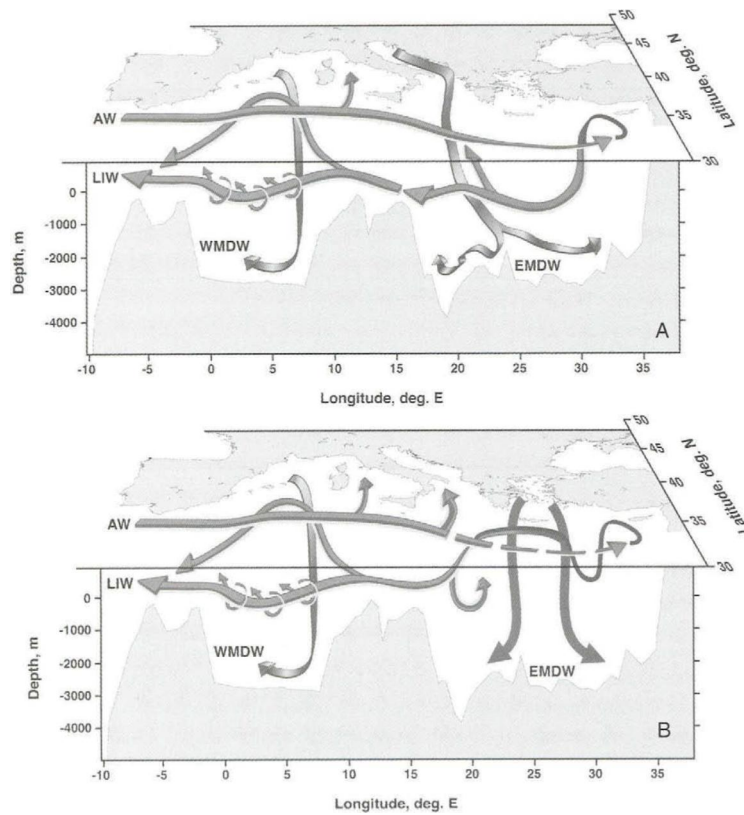 50
45
40
35
30
Latitude, deg. N
AW
LIW
0
-1000
-2000
-3000
-4000
Depth, m
WMDW
EMDW
A
-10 -5 0 5 10 15 20 25 30 35
Longitude, deg. E
50
45
40
35
30
Latitude, deg. N
AW
LIW
0
-1000
-2000
-3000
-4000
Depth, m
WMDW
EMDW
B
-10 -5 0 5 10 15 20 25 30 35
Longitude, deg. E